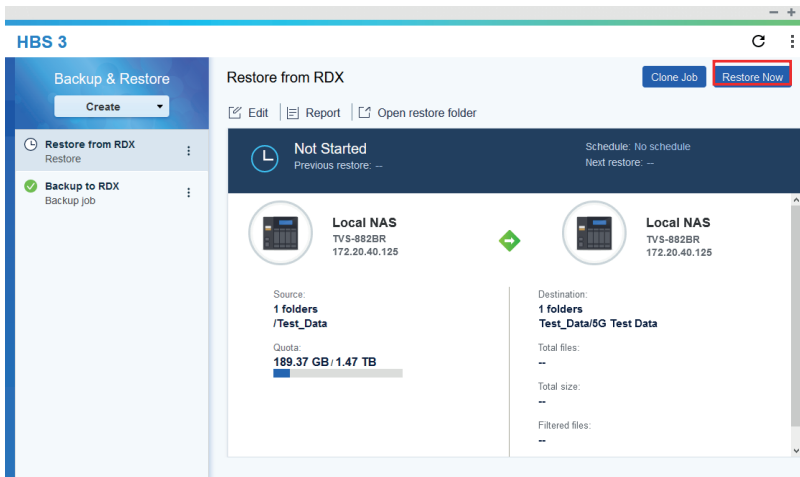 HBS 3
Backup & Restore
Create
Restore from RDX
Restore
Backup to RDX
Backup job
Restore from RDX
Clone Job
Restore Now
Edit
Report
Open restore folder
Not Started
Previous restore: --
Schedule: No schedule
Next restore: --
Local NAS
TVS-882BR
172.20.40.125
Local NAS
TVS-882BR
172.20.40.125
Source:
1 folders
/Test_Data
Quota:
189.37 GB / 1.47 TB
Destination:
1 folders
Test_Data/5G Test Data
Total files:
--
Total size:
--
Filtered files:
--